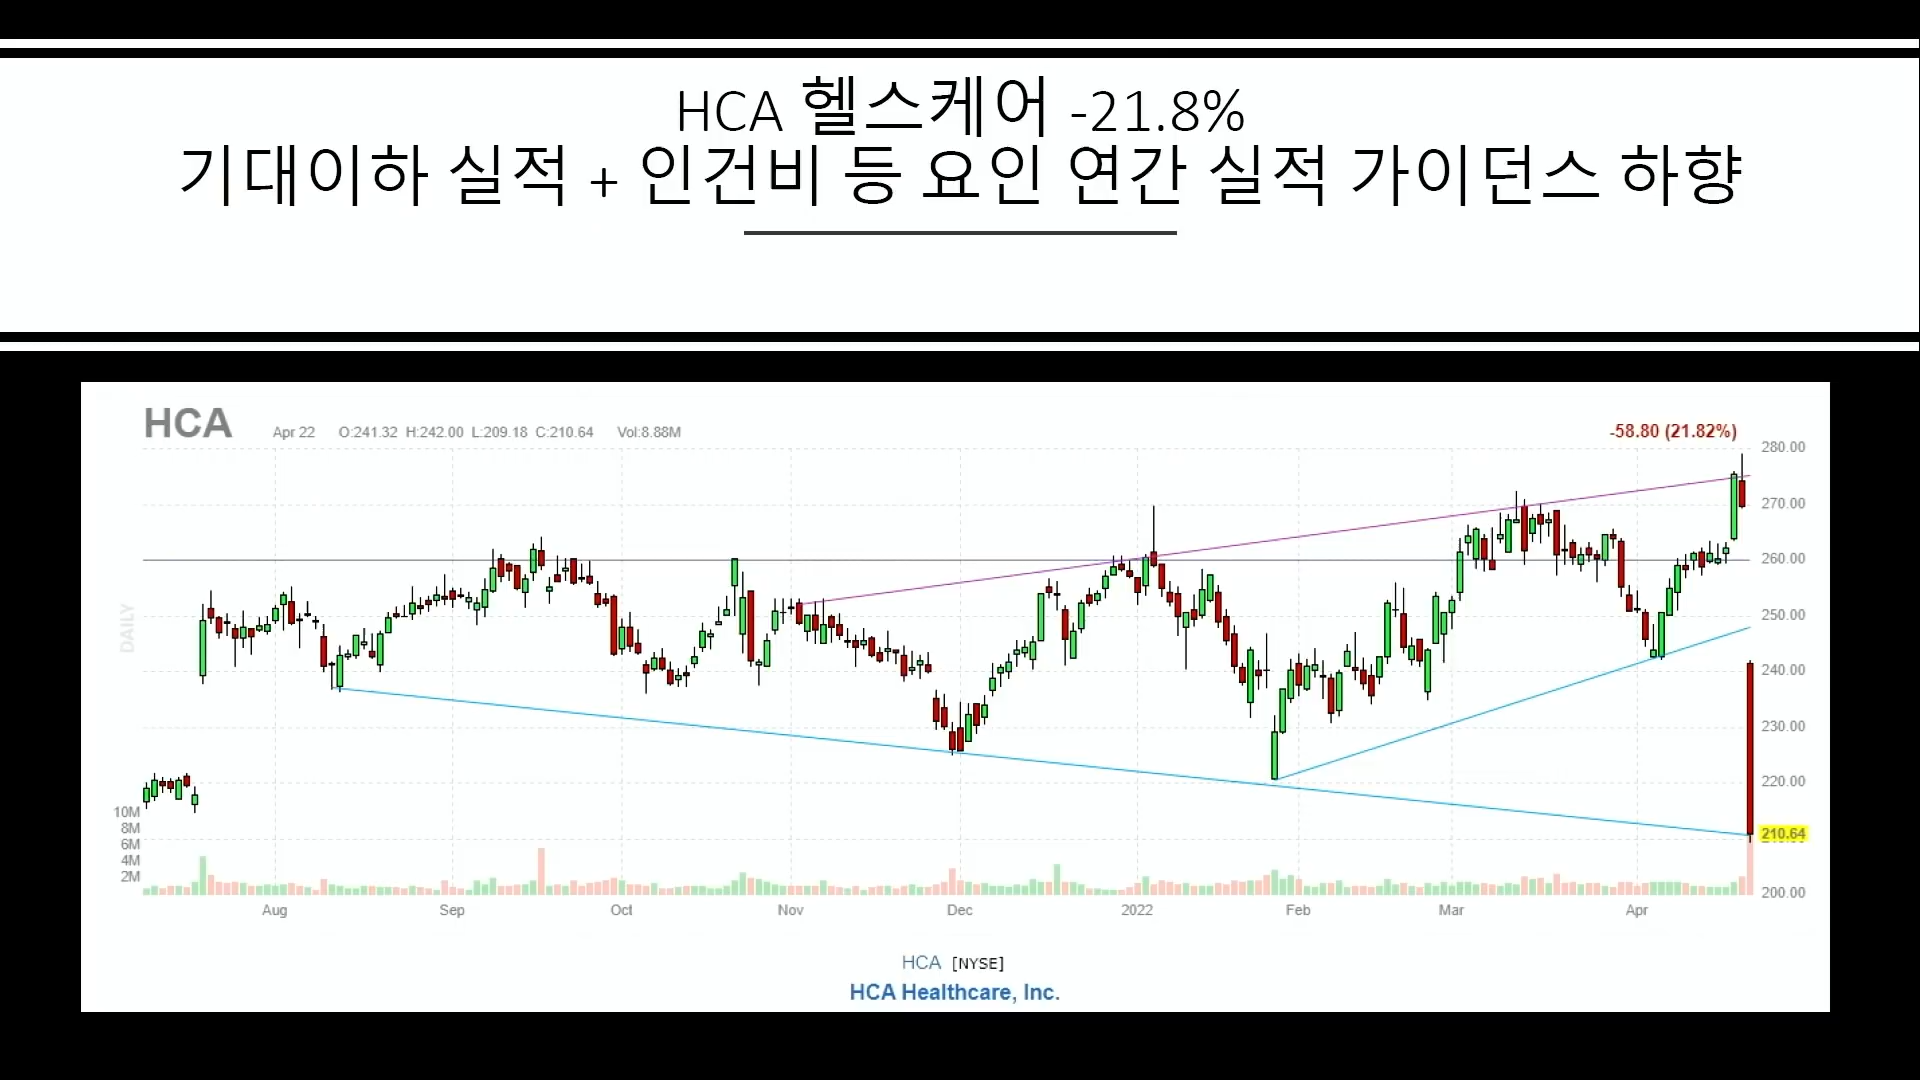 HCA 헬스케어 -21.8%
기대이하 실적 + 인건비 등 요인 연간 실적 가이던스 하향
HCA Apr 22 O:241.32 H:242.00 L:209.18 C:210.64 Vol:8.88M
-58.80 (21.82%)
280.00
270.00
260.00
250.00
240.00
230.00
220.00
210.64
200.00
DAILY
10M
8M
6M
4M
2M
Aug Sep Oct Nov Dec 2022 Feb Mar Apr
HCA [NYSE]
HCA Healthcare, Inc.